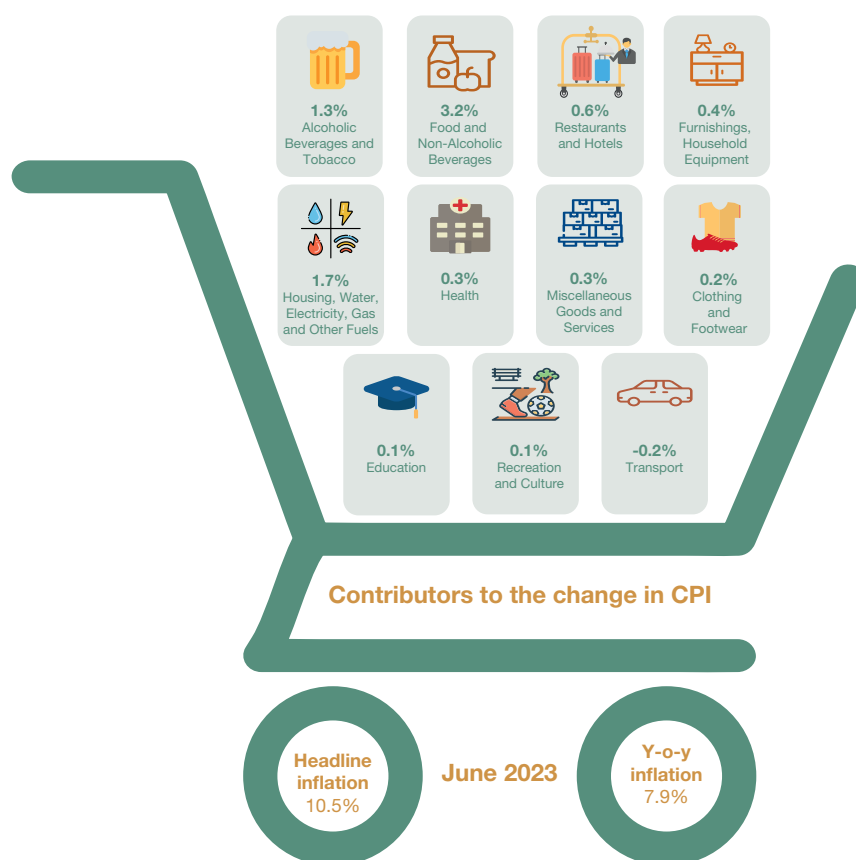 1.3%
Alcoholic
Beverages and
Tobacco
3.2%
Food and
Non-Alcoholic
Beverages
0.6%
Restaurants
and Hotels
0.4%
Furnishings,
Household
Equipment
1.7%
Housing, Water,
Electricity, Gas
and Other Fuels
0.3%
Health
0.3%
Miscellaneous
Goods and
Services
0.2%
Clothing
and
Footwear
0.1%
Education
0.1%
Recreation
and Culture
-0.2%
Transport
Contributors to the change in CPI
Headline
inflation
10.5%
June 2023
Y-o-y
inflation
7.9%